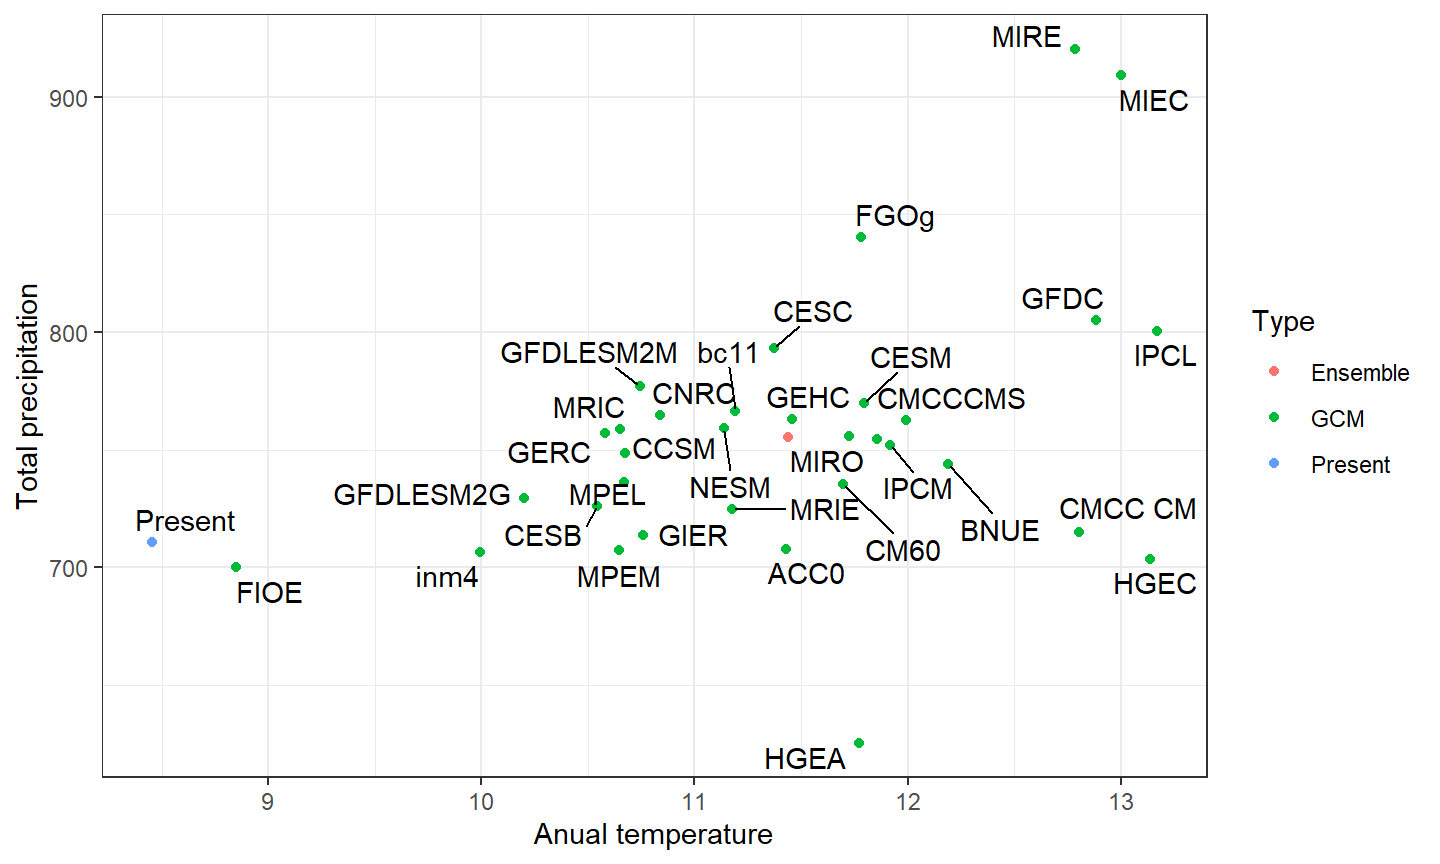 MIRE
900
MIEC
FGOg
GFDC
CESC
800
IPCL
GFDLESM2M
bc11
CESM
CNRC
GEHC
CMCCCMS
MRIC
GERC
CCSM
MIRO
NESM
IPCM
GFDLESM2G
MPEL
MRIE
CMCC CM
Present
CESB
GIER
CM60
BNUE
700
FIOE
inm4
MPEM
ACC0
HGEC
HGEA
9
10
11
12
13
Anual temperature
Total precipitation
Type
Ensemble
GCM
Present